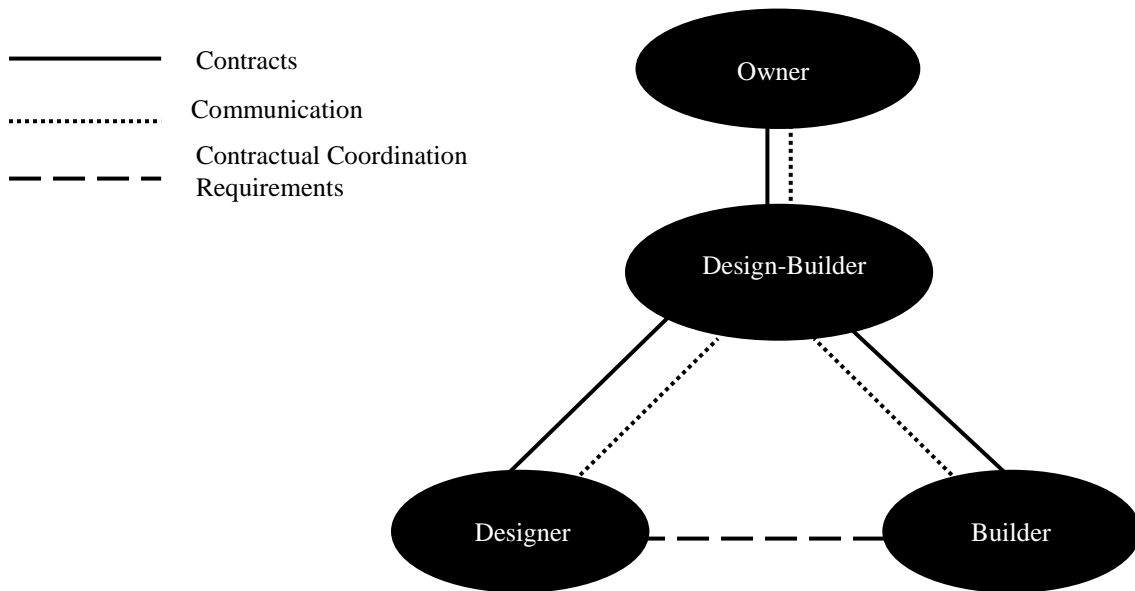 Contracts
Communication
Contractual Coordination
Requirements
Owner
Design-Builder
Designer
Builder